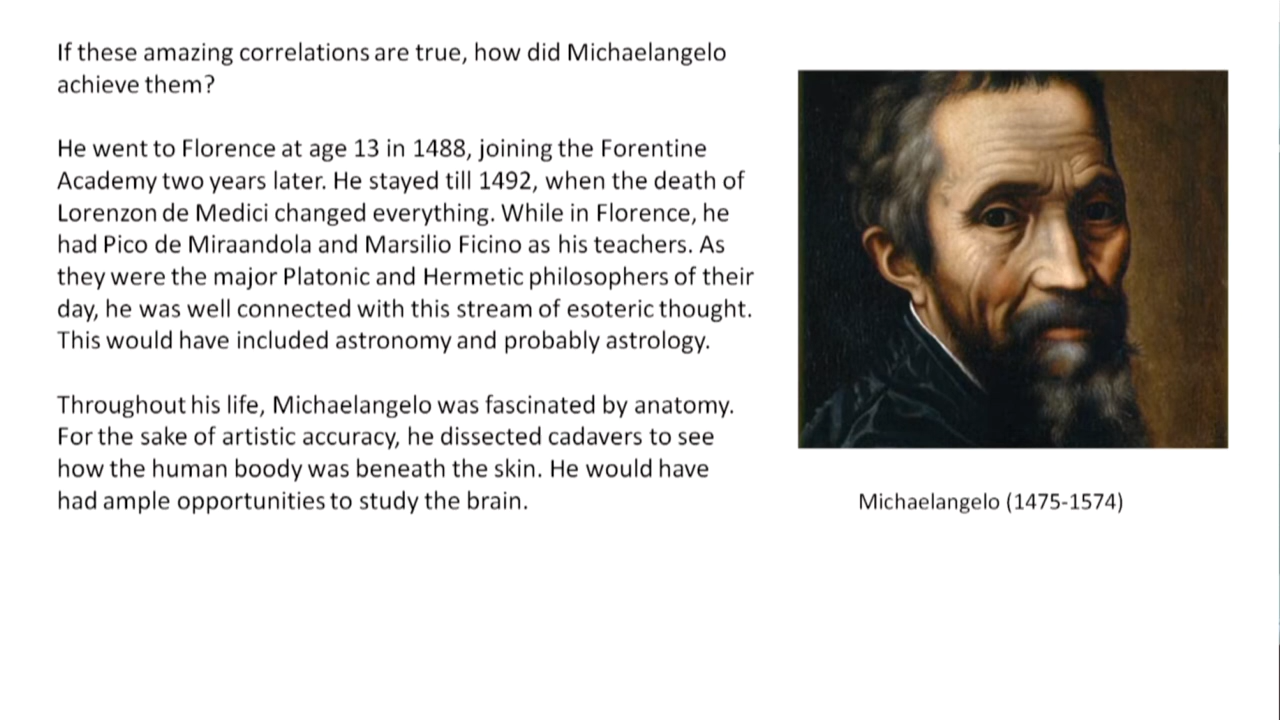 If these amazing correlations are true, how did Michaelangelo
achieve them?
He went to Florence at age 13 in 1488, joining the Forentine
Academy two years later. He stayed till 1492, when the death of
Lorenzon de Medici changed everything. While in Florence, he
had Pico de Miraandola and Marsilio Ficino as his teachers. As
they were the major Platonic and Hermetic philosophers of their
day, he was well connected with this stream of esoteric thought.
This would have included astronomy and probably astrology.
Throughout his life, Michaelangelo was fascinated by anatomy.
For the sake of artistic accuracy, he dissected cadavers to see
how the human boody was beneath the skin. He would have
had ample opportunities to study the brain.
Michaelangelo (1475-1574)